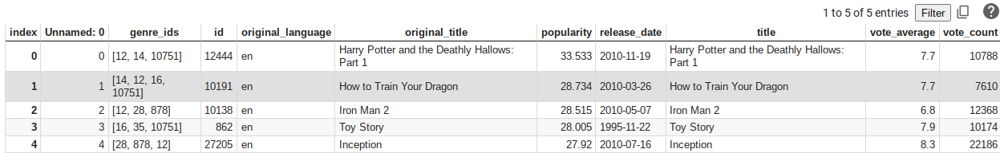 1 to 5 of 5 entries Filter
index Unnamed: 0 genre_ids id original_language original_title popularity release_date title vote_average vote_count
0 0 [12, 14, 10751] 12444 en Harry Potter and the Deathly Hallows: Part 1 33.533 2010-11-19 Harry Potter and the Deathly Hallows: Part 1 7.7 10788
1 1 [14, 12, 16, 10751] 10191 en How to Train Your Dragon 28.734 2010-03-26 How to Train Your Dragon 7.7 7610
2 2 [12, 28, 878] 10138 en Iron Man 2 28.515 2010-05-07 Iron Man 2 6.8 12368
3 3 [16, 35, 10751] 862 en Toy Story 28.005 1995-11-22 Toy Story 7.9 10174
4 4 [28, 878, 12] 27205 en Inception 27.92 2010-07-16 Inception 8.3 22186